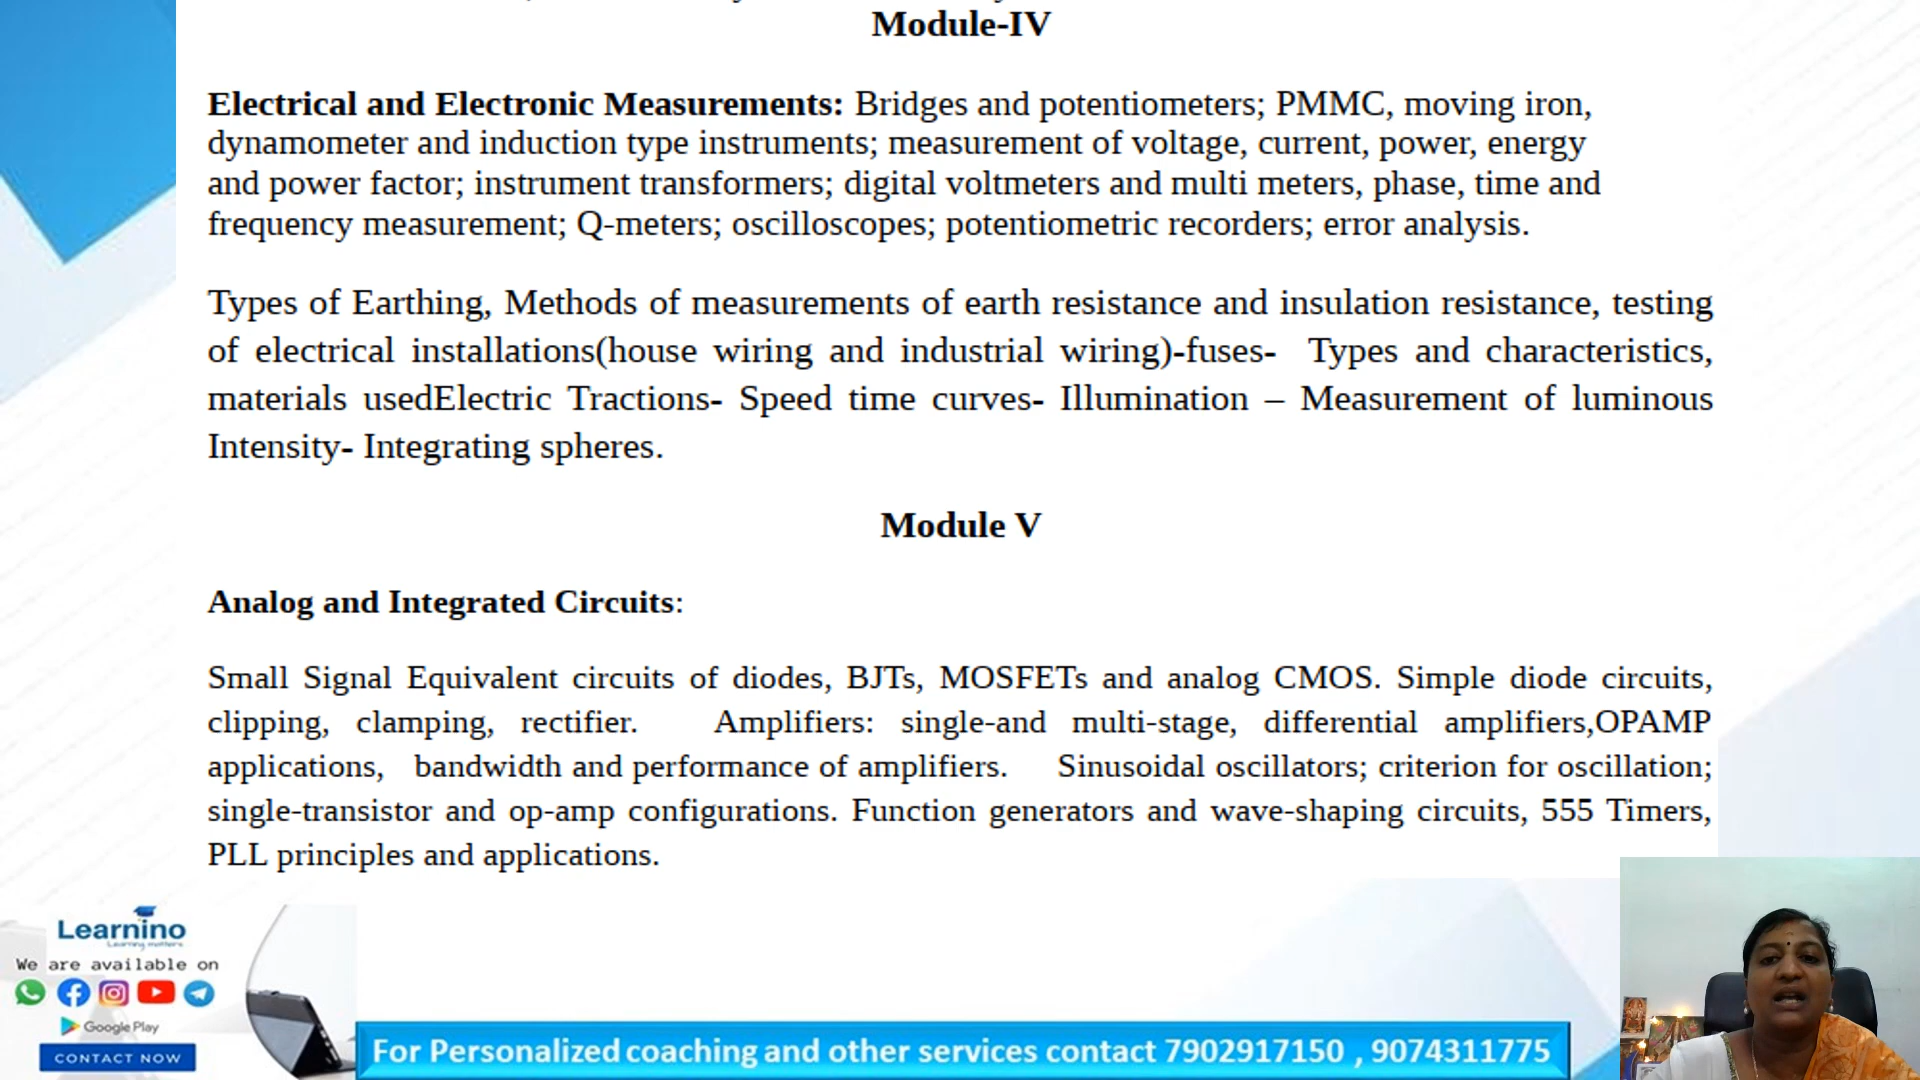 Module-IV
Electrical and Electronic Measurements: Bridges and potentiometers; PMMC, moving iron,
dynamometer and induction type instruments; measurement of voltage, current, power, energy
and power factor; instrument transformers; digital voltmeters and multi meters, phase, time and
frequency measurement; Q-meters; oscilloscopes; potentiometric recorders; error analysis.
Types of Earthing, Methods of measurements of earth resistance and insulation resistance, testing
of electrical installations(house wiring and industrial wiring)-fuses- Types and characteristics,
materials usedElectric Tractions- Speed time curves- Illumination – Measurement of luminous
Intensity- Integrating spheres.
Module V
Analog and Integrated Circuits:
Small Signal Equivalent circuits of diodes, BJTs, MOSFETs and analog CMOS. Simple diode circuits,
clipping, clamping, rectifier. Amplifiers: single-and multi-stage, differential amplifiers,OPAMP
applications, bandwidth and performance of amplifiers. Sinusoidal oscillators; criterion for oscillation;
single-transistor and op-amp configurations. Function generators and wave-shaping circuits, 555 Timers,
PLL principles and applications.
Learnino
Learning matters
We are available on
Google Play
CONTACT NOW
For Personalized coaching and other services contact 7902917150 , 9074311775